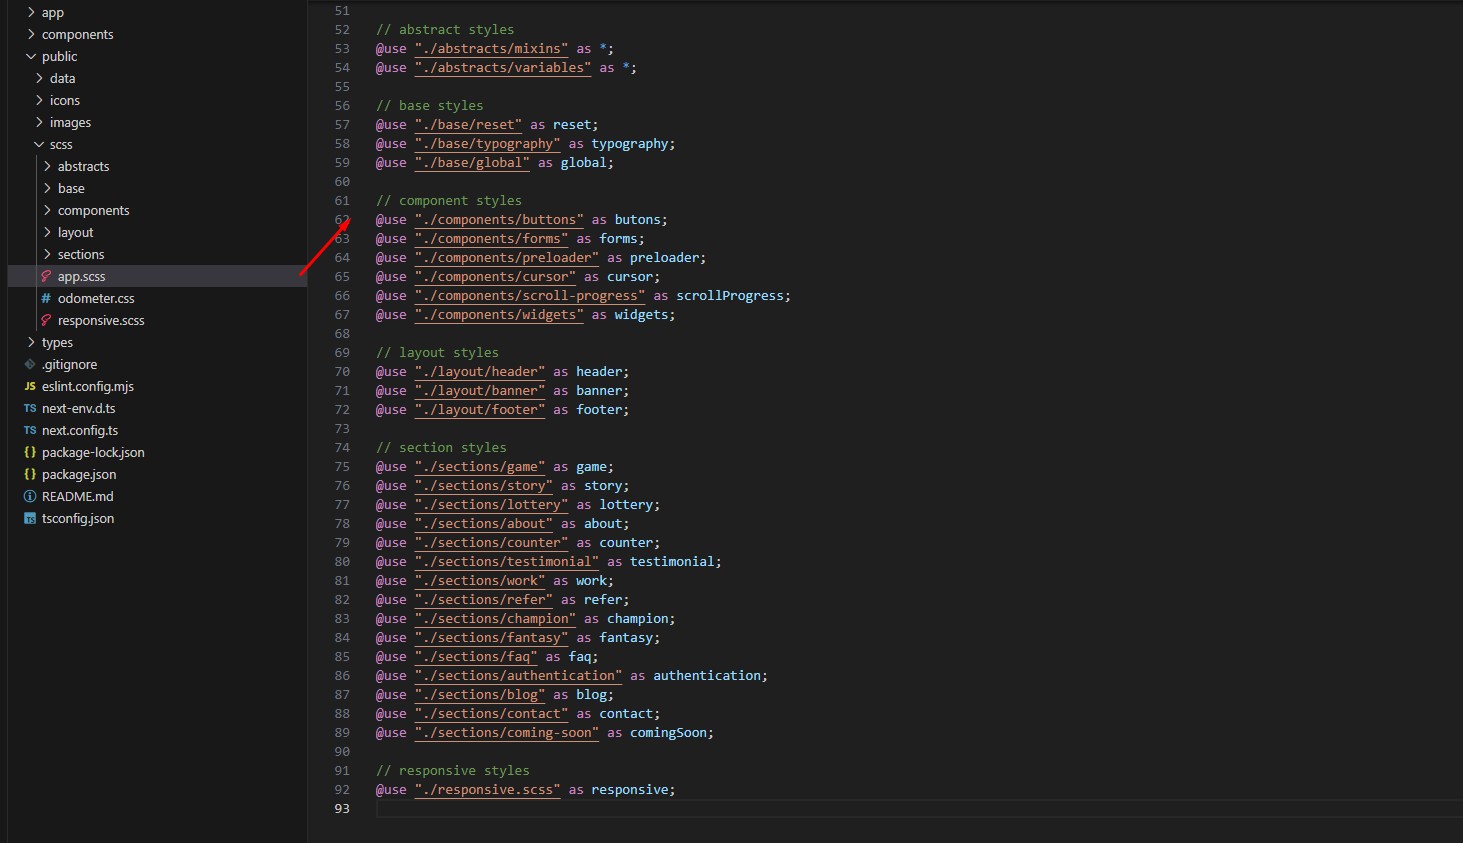 app
components
public
data
icons
images
scss
abstracts
base
components
layout
sections
app.scss
# odometer.css
responsive.scss
types
.gitignore
JS eslint.config.mjs
TS next-env.d.ts
TS next.config.ts
{} package-lock.json
{} package.json
README.md
TS tsconfig.json
51
52 // abstract styles
53 @use "./abstracts/mixins" as *;
54 @use "./abstracts/variables" as *;
55
56 // base styles
57 @use "./base/reset" as reset;
58 @use "./base/typography" as typography;
59 @use "./base/global" as global;
60
61 // component styles
62 @use "./components/buttons" as butons;
63 @use "./components/forms" as forms;
64 @use "./components/preloader" as preloader;
65 @use "./components/cursor" as cursor;
66 @use "./components/scroll-progress" as scrollProgress;
67 @use "./components/widgets" as widgets;
68
69 // layout styles
70 @use "./layout/header" as header;
71 @use "./layout/banner" as banner;
72 @use "./layout/footer" as footer;
73
74 // section styles
75 @use "./sections/game" as game;
76 @use "./sections/story" as story;
77 @use "./sections/lottery" as lottery;
78 @use "./sections/about" as about;
79 @use "./sections/counter" as counter;
80 @use "./sections/testimonial" as testimonial;
81 @use "./sections/work" as work;
82 @use "./sections/refer" as refer;
83 @use "./sections/champion" as champion;
84 @use "./sections/fantasy" as fantasy;
85 @use "./sections/faq" as faq;
86 @use "./sections/authentication" as authentication;
87 @use "./sections/blog" as blog;
88 @use "./sections/contact" as contact;
89 @use "./sections/coming-soon" as comingSoon;
90
91 // responsive styles
92 @use "./responsive.scss" as responsive;
93